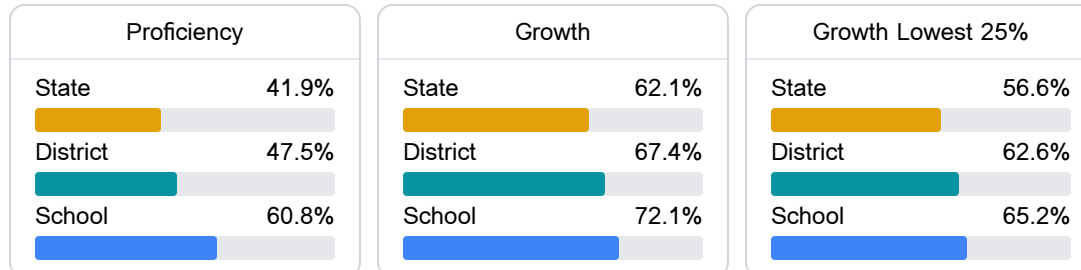 Proficiency
State 41.9%
District 47.5%
School 60.8%
Growth
State 62.1%
District 67.4%
School 72.1%
Growth Lowest 25%
State 56.6%
District 62.6%
School 65.2%